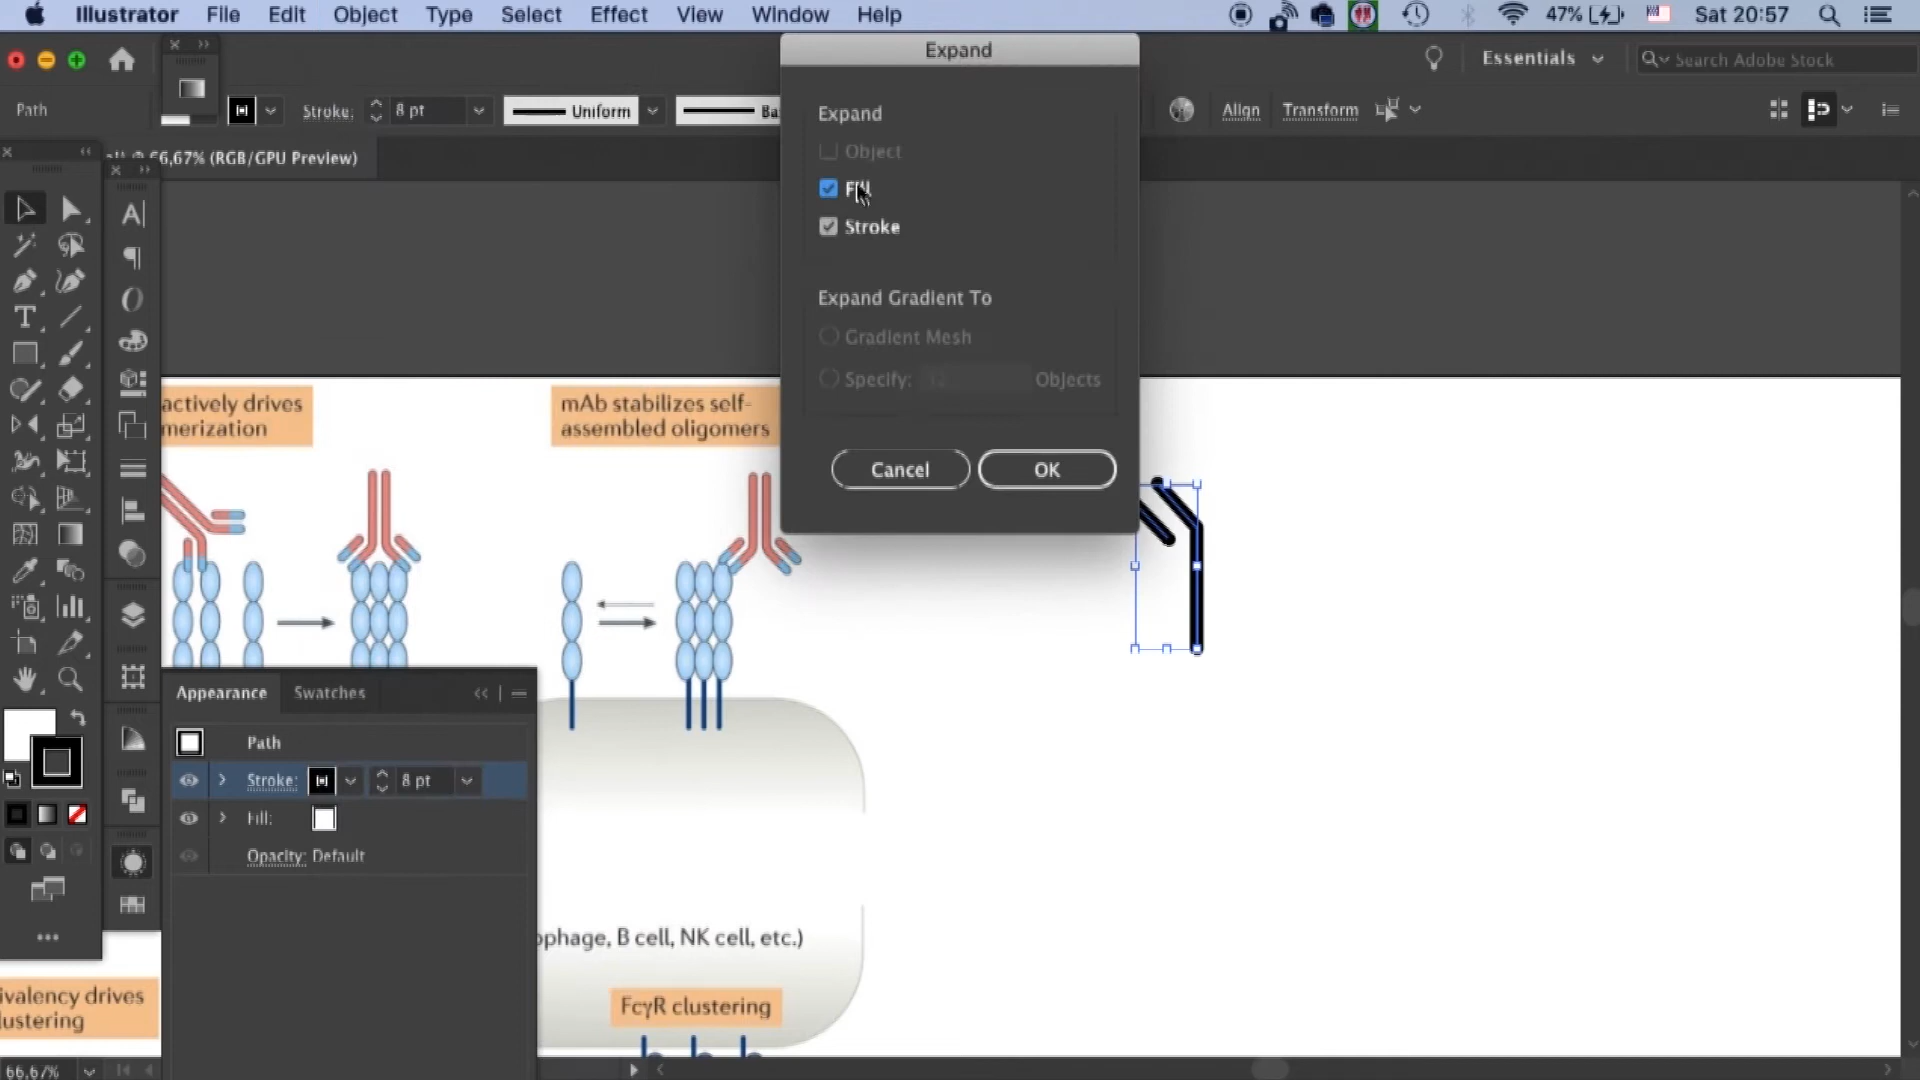 Illustrator File Edit Object Type Select Effect View Window Help 47% Sat 20:57
Expand
Essentials Search Adobe Stock
Path Stroke: 8 pt Uniform Ba Align Transform
66,67% (RGB/GPU Preview)
Expand
Object
Fill
Stroke
Expand Gradient To
Gradient Mesh
Specify: Objects
Cancel OK
actively drives
merization
mAb stabilizes self-
assembled oligomers
Appearance Swatches
Path
Stroke: 8 pt
Fill:
Opacity: Default
ophage, B cell, NK cell, etc.)
ivalency drives
lustering
FcγR clustering
66,67%